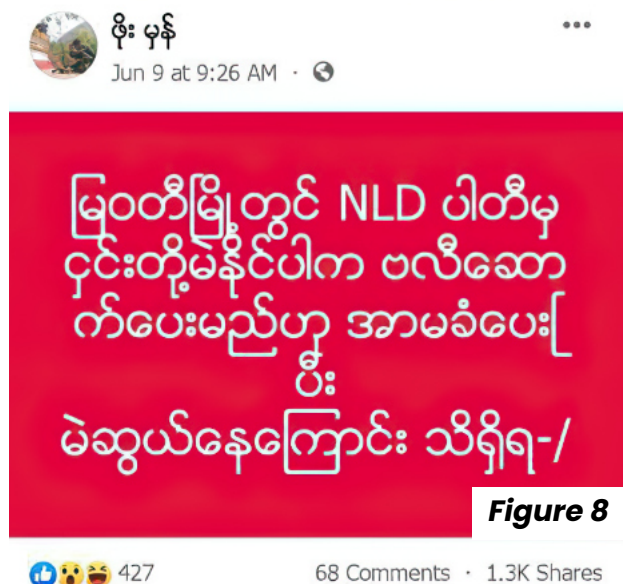 ဖိုး မှန်
Jun 9 at 9:26 AM ·
မြဝတီမြို့တွင် NLD ပါတီမှ
ငှင်းတို့မဲနိုင်ပါက ဗလီဆော
က်ပေးမည်ဟု အာမခံပေးြ
ပီး
မဲဆွယ်နေကြောင်း သိရှိရ-/
Figure 8
427
68 Comments · 1.3K Shares